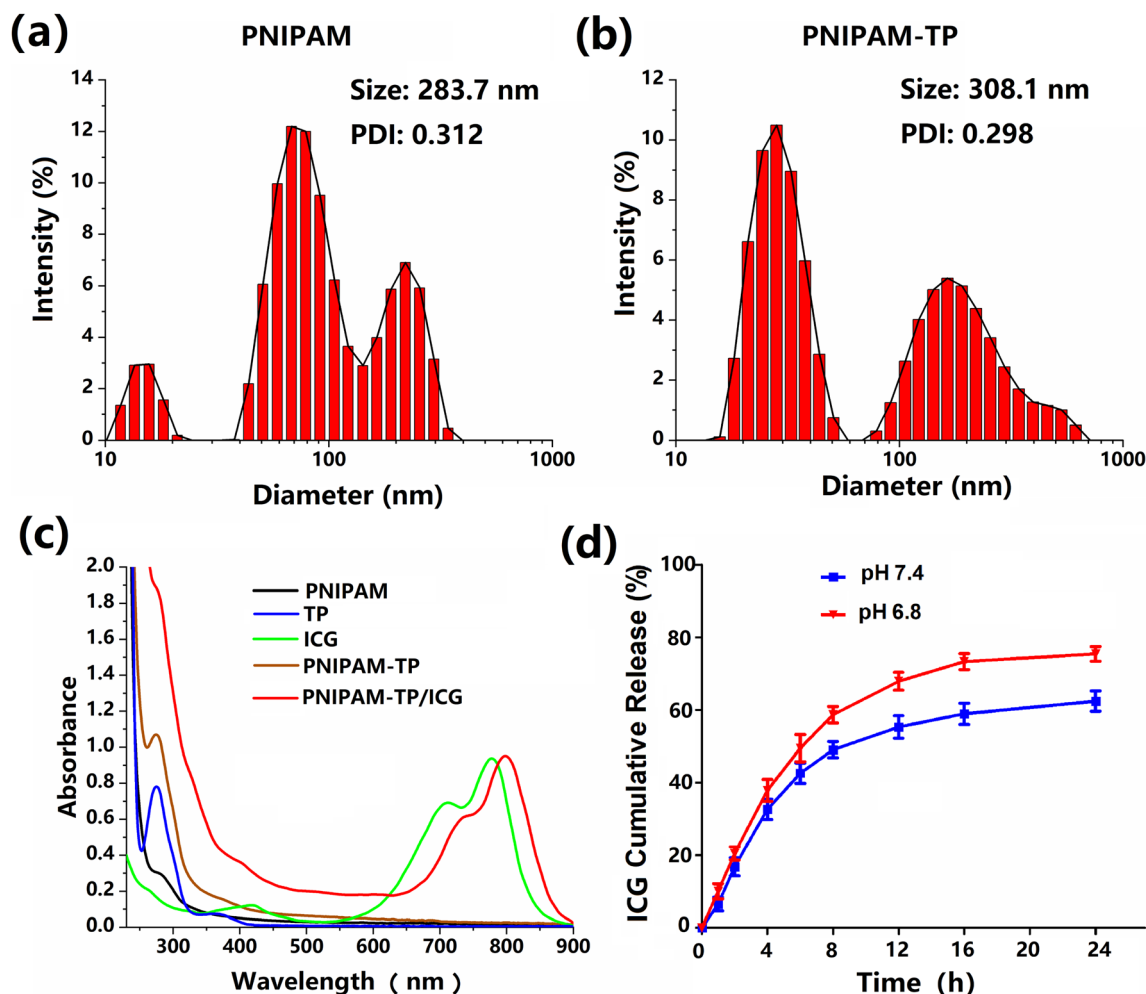 (a)
PNIPAM
Size: 283.7 nm
PDI: 0.312
Intensity (%)
14
12
10
8
6
4
2
0
10
100
1000
Diameter (nm)
(b)
PNIPAM-TP
Size: 308.1 nm
PDI: 0.298
Intensity (%)
12
10
8
6
4
2
0
10
100
1000
Diameter (nm)
(c)
PNIPAM
TP
ICG
PNIPAM-TP
PNIPAM-TP/ICG
Absorbance
2.0
1.8
1.6
1.4
1.2
1.0
0.8
0.6
0.4
0.2
0.0
300
400
500
600
700
800
900
Wavelength ( nm )
(d)
pH 7.4
pH 6.8
ICG Cumulative Release (%)
100
80
60
40
20
0
0
4
8
12
16
20
24
Time (h)